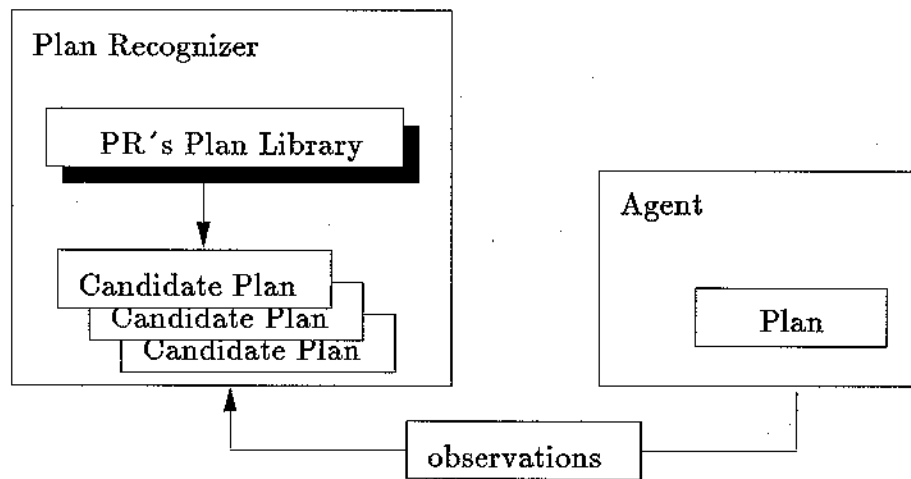 Plan Recognizer
PR´s Plan Library
Candidate Plan
Candidate Plan
Candidate Plan
Agent
Plan
observations